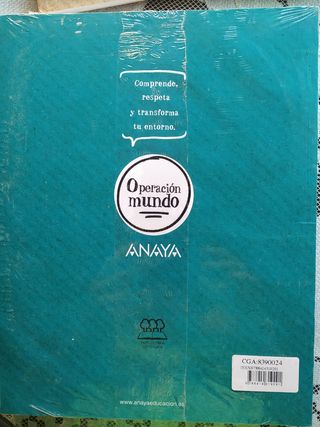 Comprende,
respeta
y transforma
tu entorno.
Operación
mundo
ANAYA
CGA:8390024
www.anayaeducacion.es